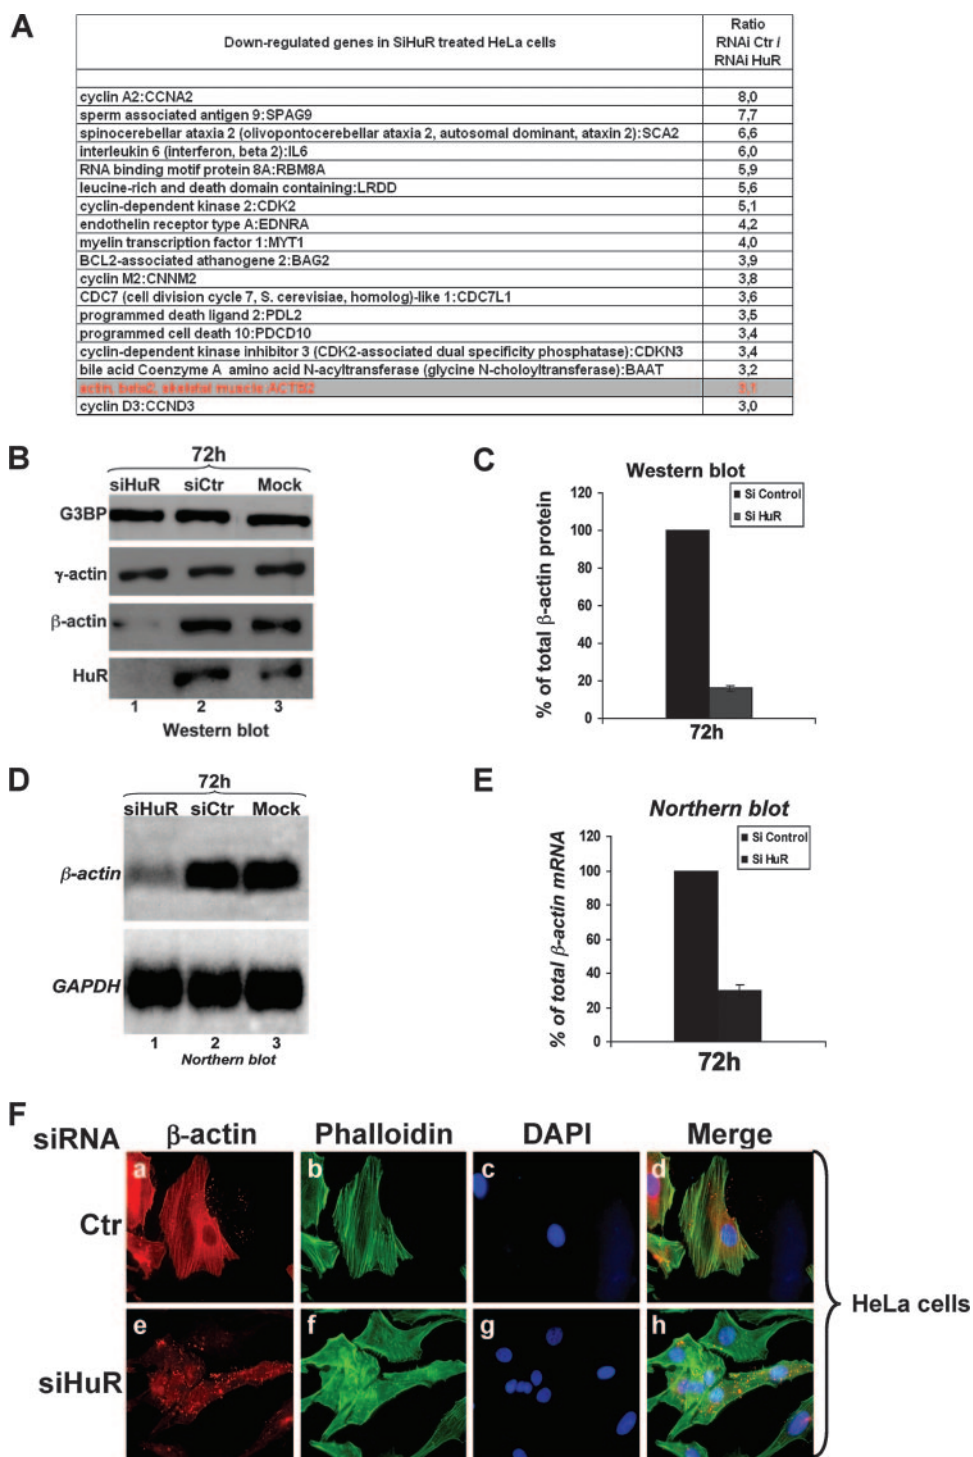 A
Down-regulated genes in SiHuR treated HeLa cells
Ratio
RNAi Ctr /
RNAi HuR
cyclin A2:CCNA2 8,0
sperm associated antigen 9:SPAG9 7,7
spinocerebellar ataxia 2 (olivopontocerebellar ataxia 2, autosomal dominant, ataxin 2):SCA2 6,6
interleukin 6 (interferon, beta 2):IL6 6,0
RNA binding motif protein 8A:RBM8A 5,9
leucine-rich and death domain containing:LRDD 5,6
cyclin-dependent kinase 2:CDK2 5,1
endothelin receptor type A:EDNRA 4,2
myelin transcription factor 1:MYT1 4,0
BCL2-associated athanogene 2:BAG2 3,9
cyclin M2:CNNM2 3,8
CDC7 (cell division cycle 7, S. cerevisiae, homolog)-like 1:CDC7L1 3,6
programmed death ligand 2:PDL2 3,5
programmed cell death 10:PDCD10 3,4
cyclin-dependent kinase inhibitor 3 (CDK2-associated dual specificity phosphatase):CDKN3 3,4
bile acid Coenzyme A amino acid N-acyltransferase (glycine N-choloyltransferase):BAAT 3,2
actin, skeletal muscle
cyclin D3:CCND3 3,0
B
72h
siHuR siCtr Mock
G3BP
γ-actin
β-actin
HuR
1 2 3
Western blot
C
Western blot
Si Control
Si HuR
% of total β-actin protein
120
100
80
60
40
20
0
72h
D
72h
siHuR siCtr Mock
β-actin
GAPDH
1 2 3
Northern blot
E
Northern blot
Si Control
Si HuR
% of total β-actin mRNA
120
100
80
60
40
20
0
72h
F
siRNA β-actin Phalloidin DAPI Merge
Ctr
a b c d
siHuR
e f g h
HeLa cells